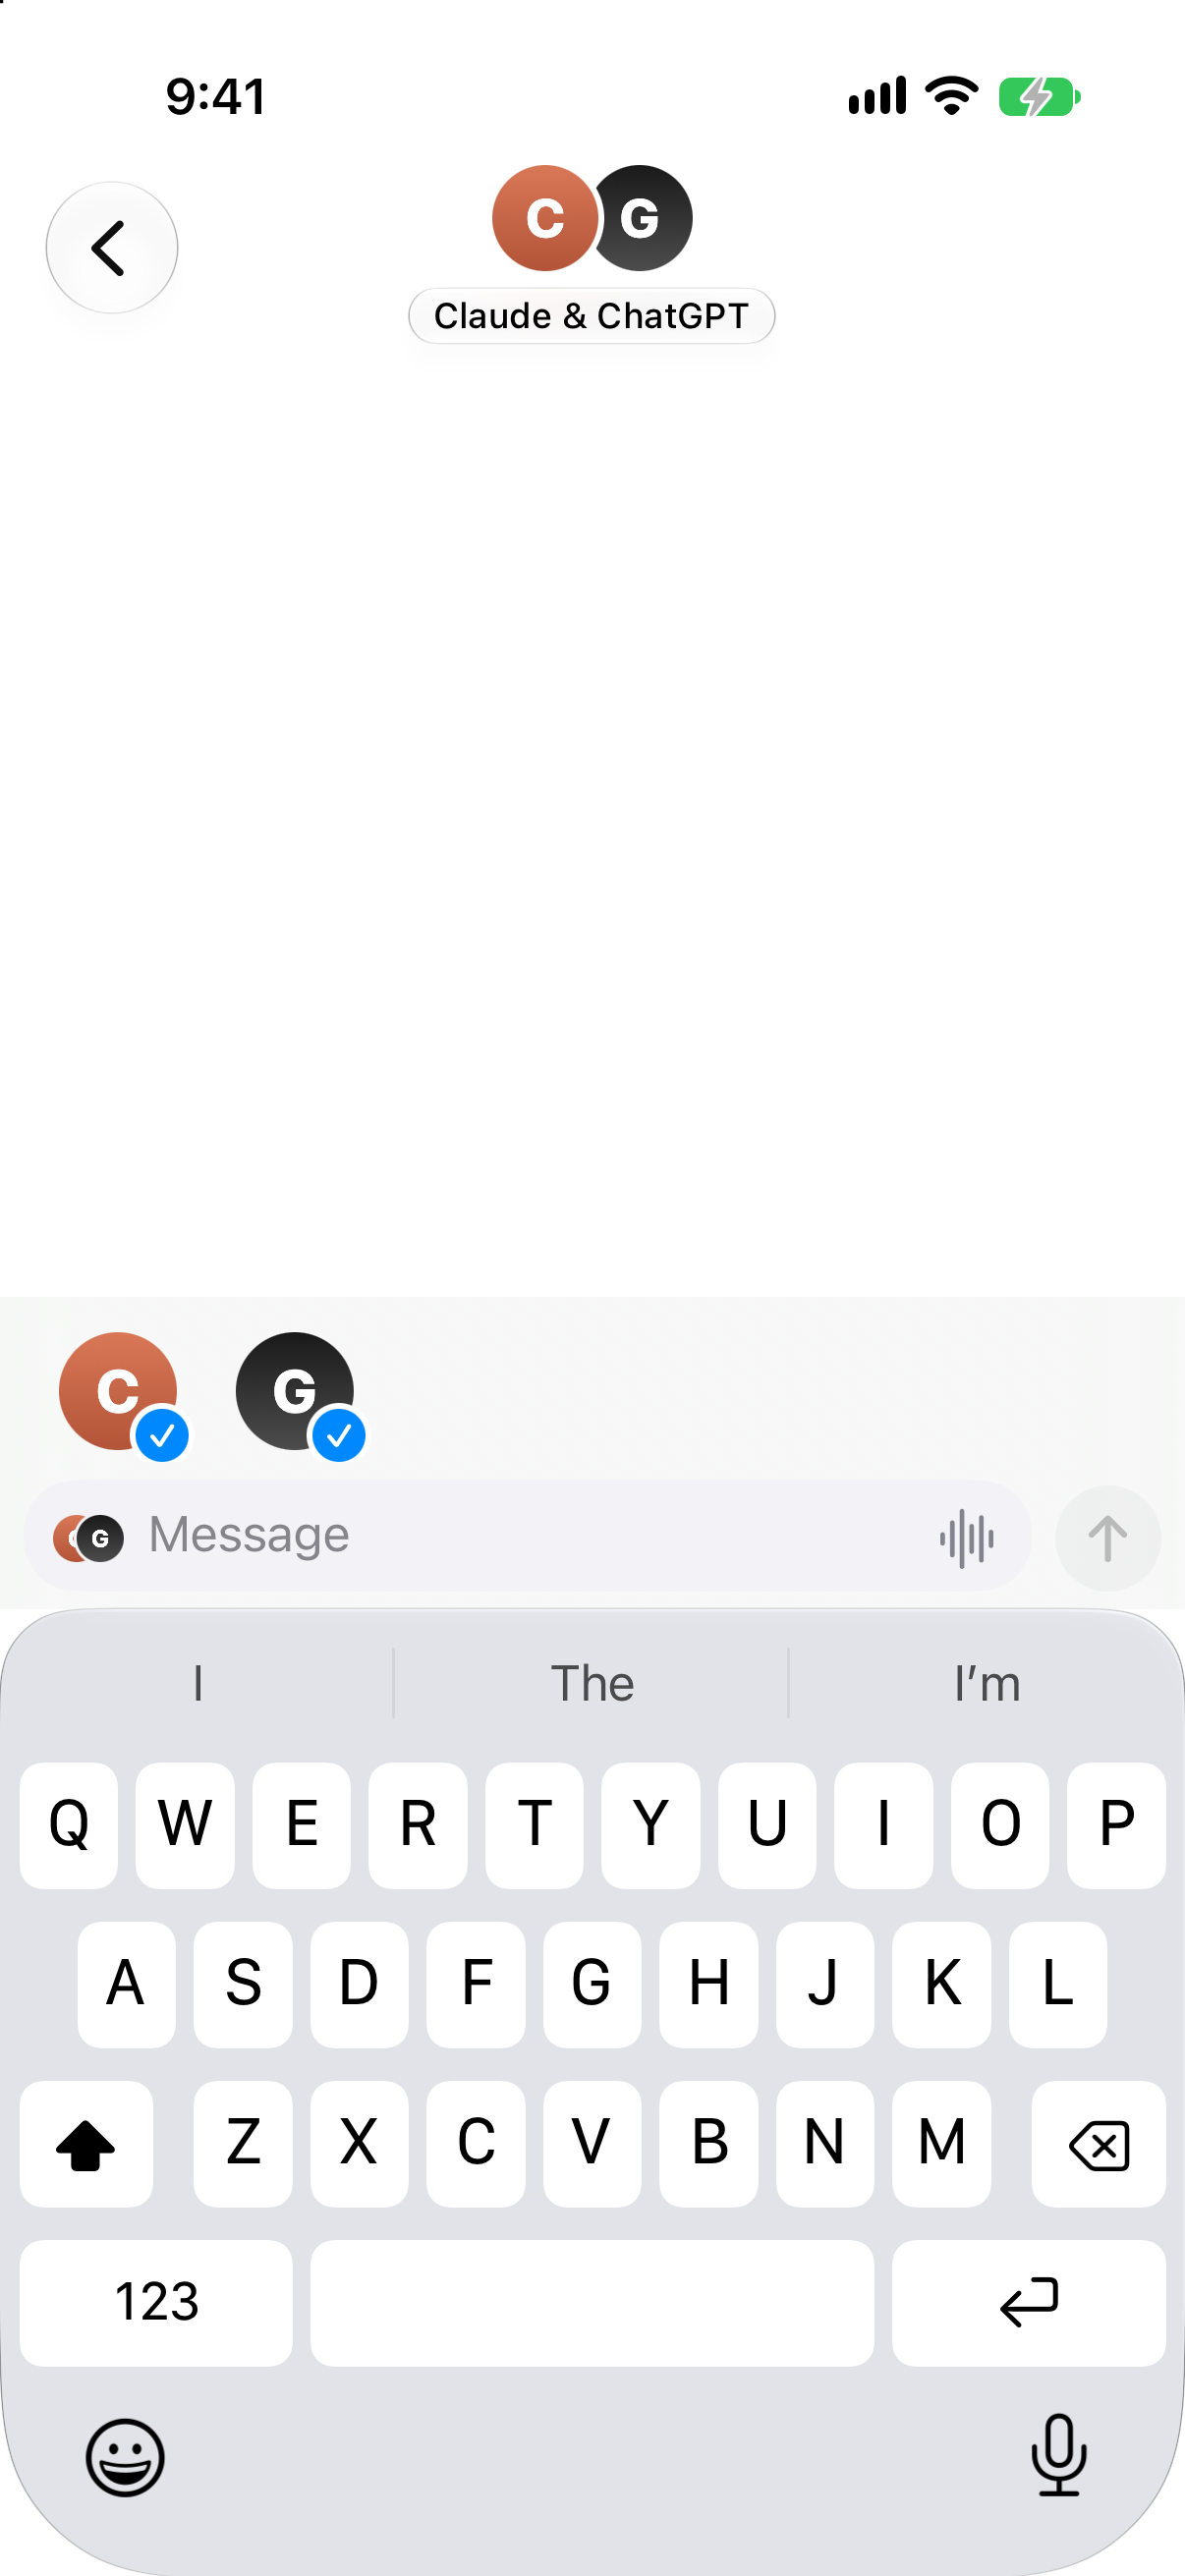 9:41
C G
Claude & ChatGPT
C G
G Message
I The I’m
Q W E R T Y U I O P
A S D F G H J K L
Z X C V B N M
123